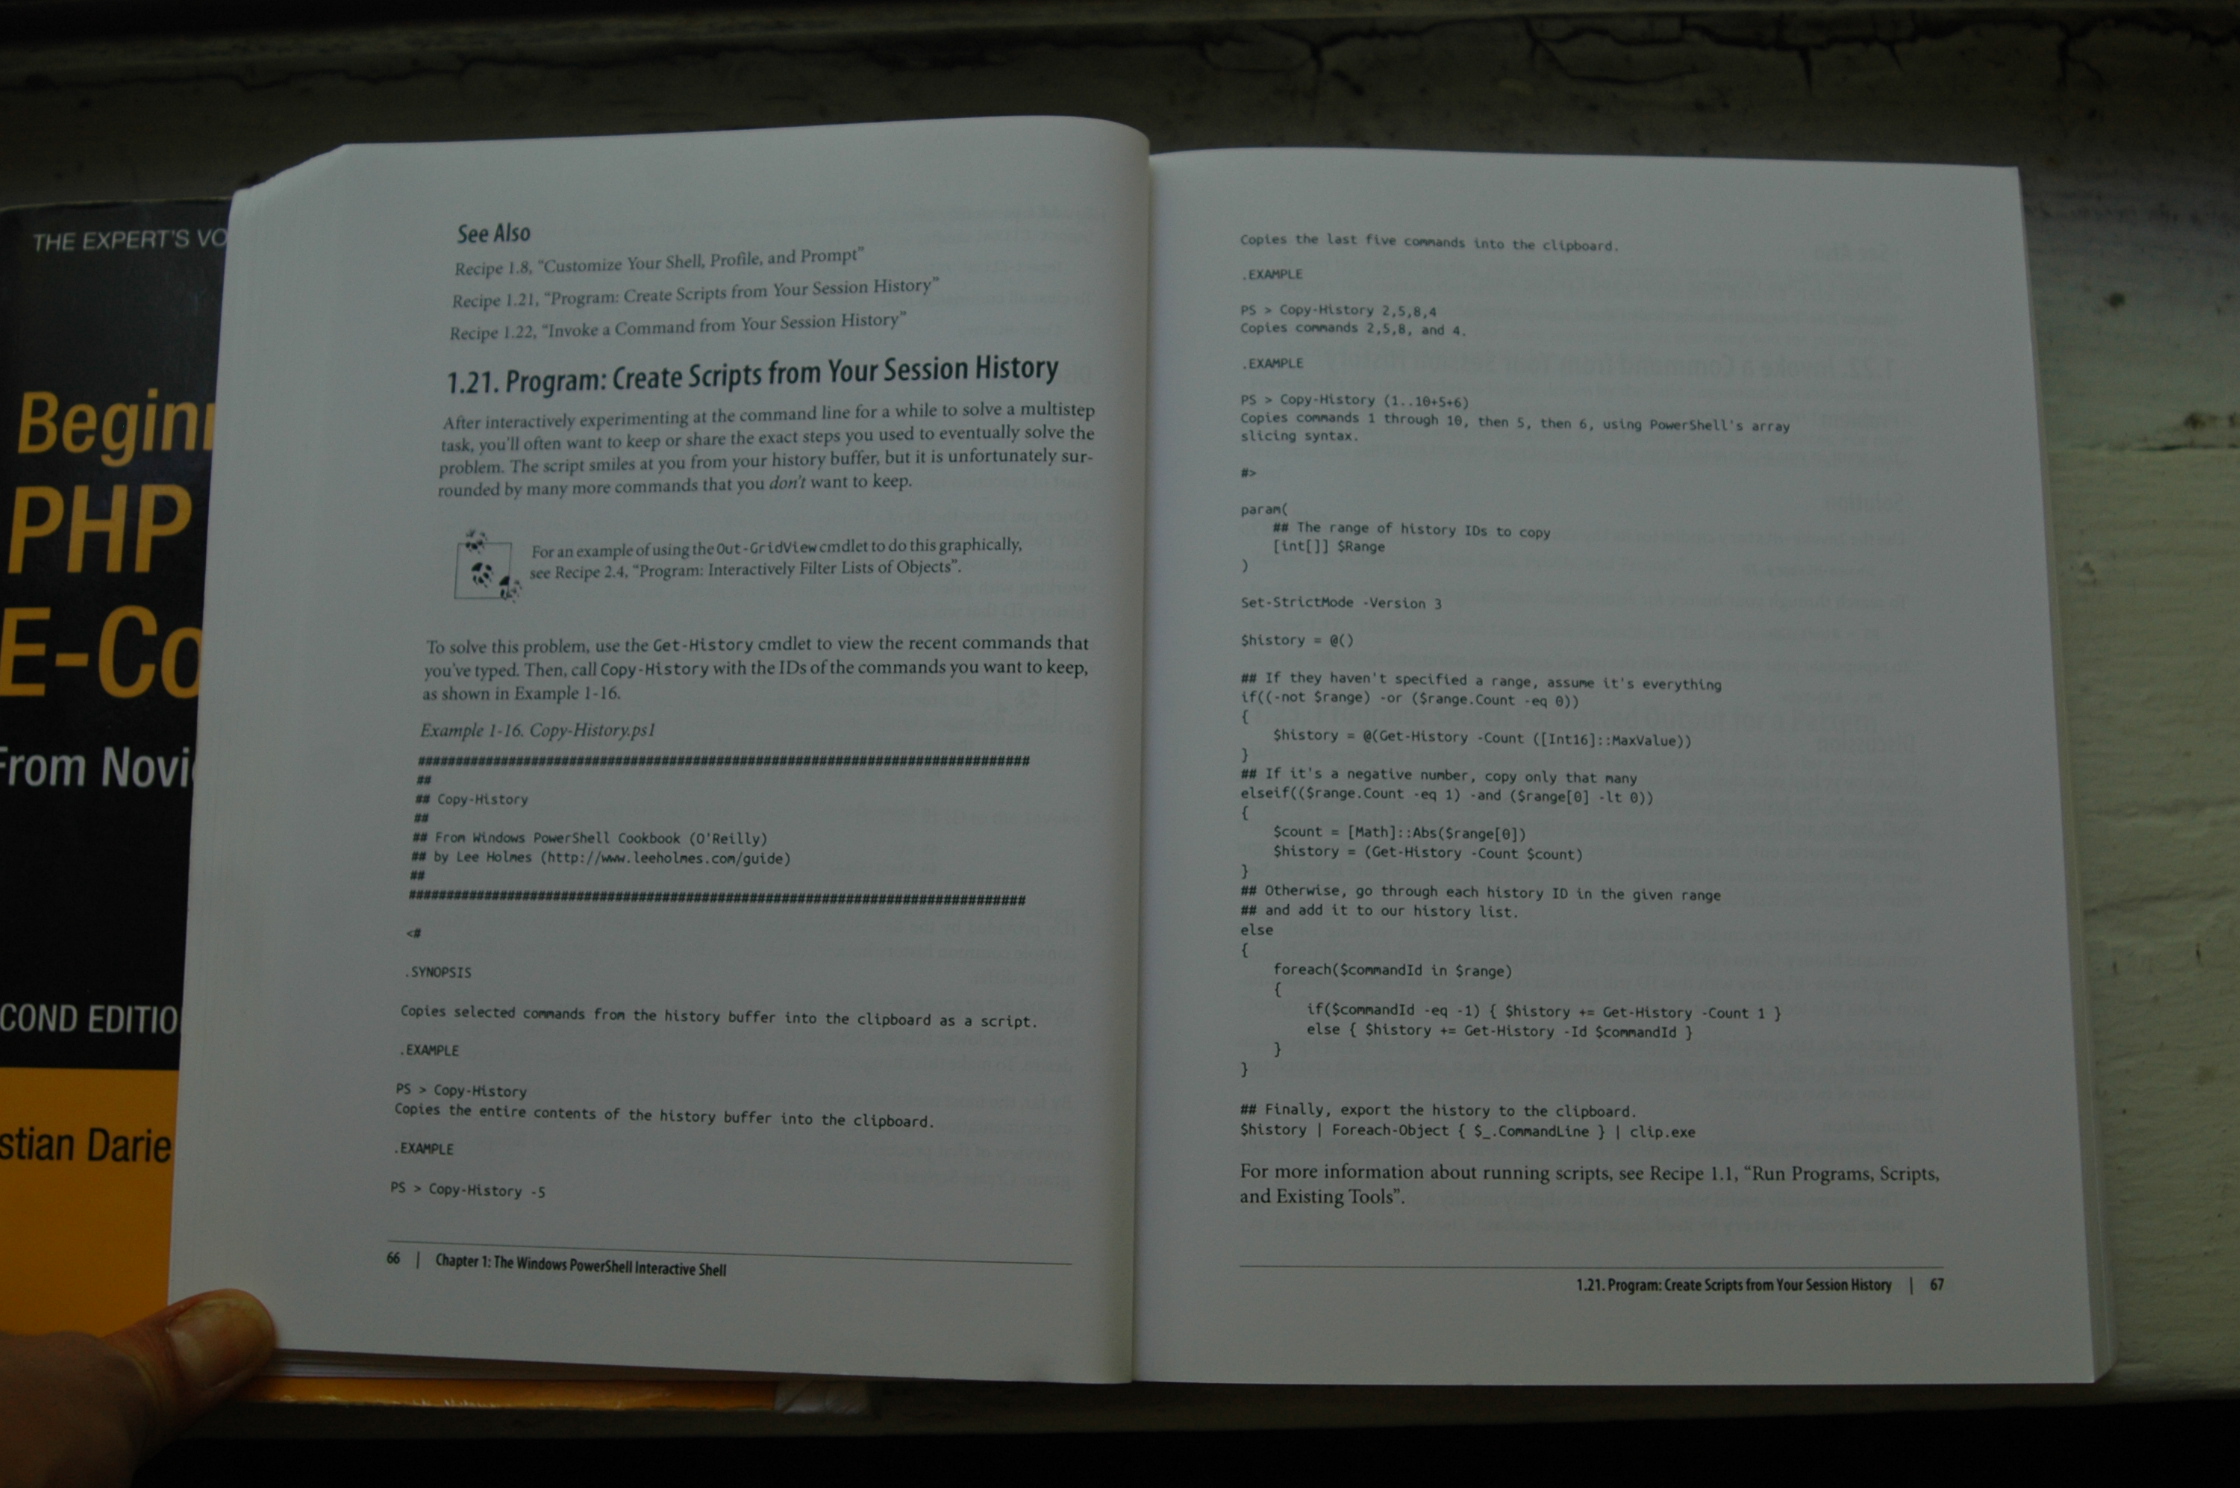 THE EXPERT'S VO
Beginn
PHP
E-Co
From Novi
COND EDITIO
stian Darie
See Also
Recipe 1.8, “Customize Your Shell, Profile, and Prompt”
Recipe 1.21, “Program: Create Scripts from Your Session History”
Recipe 1.22, “Invoke a Command from Your Session History”
1.21. Program: Create Scripts from Your Session History
After interactively experimenting at the command line for a while to solve a multistep
task, you'll often want to keep or share the exact steps you used to eventually solve the
problem. The script smiles at you from your history buffer, but it is unfortunately sur-
rounded by many more commands that you don't want to keep.
For an example of using the Out-GridView cmdlet to do this graphically,
see Recipe 2.4, “Program: Interactively Filter Lists of Objects”.
To solve this problem, use the Get-History cmdlet to view the recent commands that
you've typed. Then, call Copy-History with the IDs of the commands you want to keep,
as shown in Example 1-16.
Example 1-16. Copy-History.ps1
##############################################################################
##
## Copy-History
##
## From Windows PowerShell Cookbook (O'Reilly)
## by Lee Holmes (http://www.leeholmes.com/guide)
##
##############################################################################
<#
.SYNOPSIS
Copies selected commands from the history buffer into the clipboard as a script.
.EXAMPLE
PS > Copy-History
Copies the entire contents of the history buffer into the clipboard.
.EXAMPLE
PS > Copy-History -5
66 | Chapter 1: The Windows PowerShell Interactive Shell
Copies the last five commands into the clipboard.
.EXAMPLE
PS > Copy-History 2,5,8,4
Copies commands 2,5,8, and 4.
.EXAMPLE
PS > Copy-History (1..10+5+6)
Copies commands 1 through 10, then 5, then 6, using PowerShell's array
slicing syntax.
#>
param(
    ## The range of history IDs to copy
    [int[]] $Range
)
Set-StrictMode -Version 3
$history = @()
## If they haven't specified a range, assume it's everything
if((-not $range) -or ($range.Count -eq 0))
{
    $history = @(Get-History -Count ([Int16]::MaxValue))
}
## If it's a negative number, copy only that many
elseif(($range.Count -eq 1) -and ($range[0] -lt 0))
{
    $count = [Math]::Abs($range[0])
    $history = (Get-History -Count $count)
}
## Otherwise, go through each history ID in the given range
## and add it to our history list.
else
{
    foreach($commandId in $range)
    {
        if($commandId -eq -1) { $history += Get-History -Count 1 }
        else { $history += Get-History -Id $commandId }
    }
}
## Finally, export the history to the clipboard.
$history | Foreach-Object { $_.CommandLine } | clip.exe
For more information about running scripts, see Recipe 1.1, “Run Programs, Scripts,
and Existing Tools”.
1.21. Program: Create Scripts from Your Session History | 67